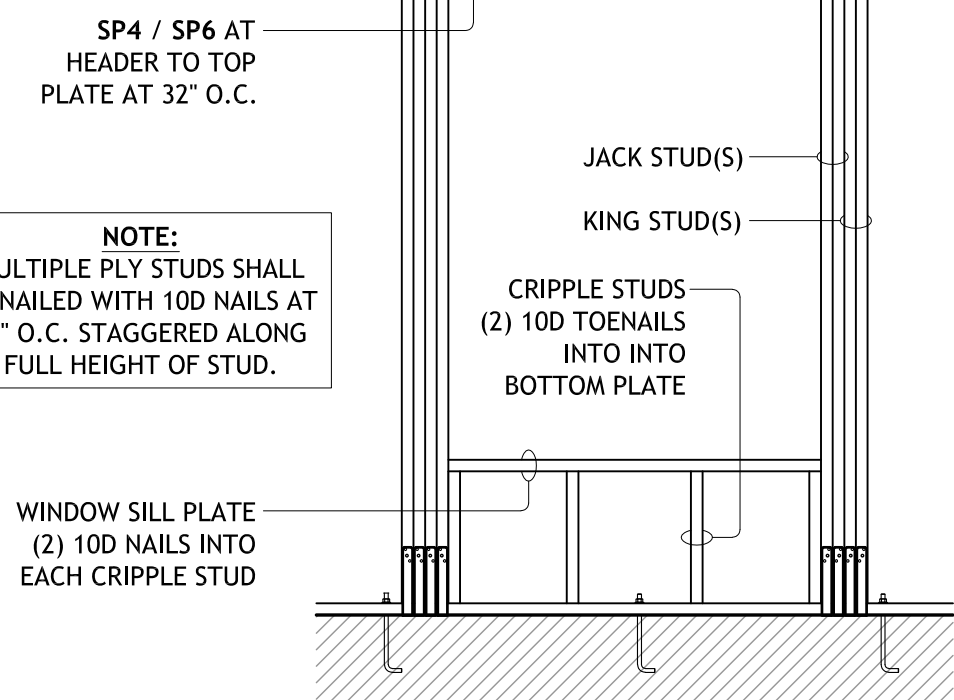 SP4 / SP6 AT
HEADER TO TOP
PLATE AT 32" O.C.
JACK STUD(S)
KING STUD(S)
NOTE:
ULTIPLE PLY STUDS SHALL
NAILED WITH 10D NAILS AT
" O.C. STAGGERED ALONG
FULL HEIGHT OF STUD.
CRIPPLE STUDS
(2) 10D TOENAILS
INTO INTO
BOTTOM PLATE
WINDOW SILL PLATE
(2) 10D NAILS INTO
EACH CRIPPLE STUD